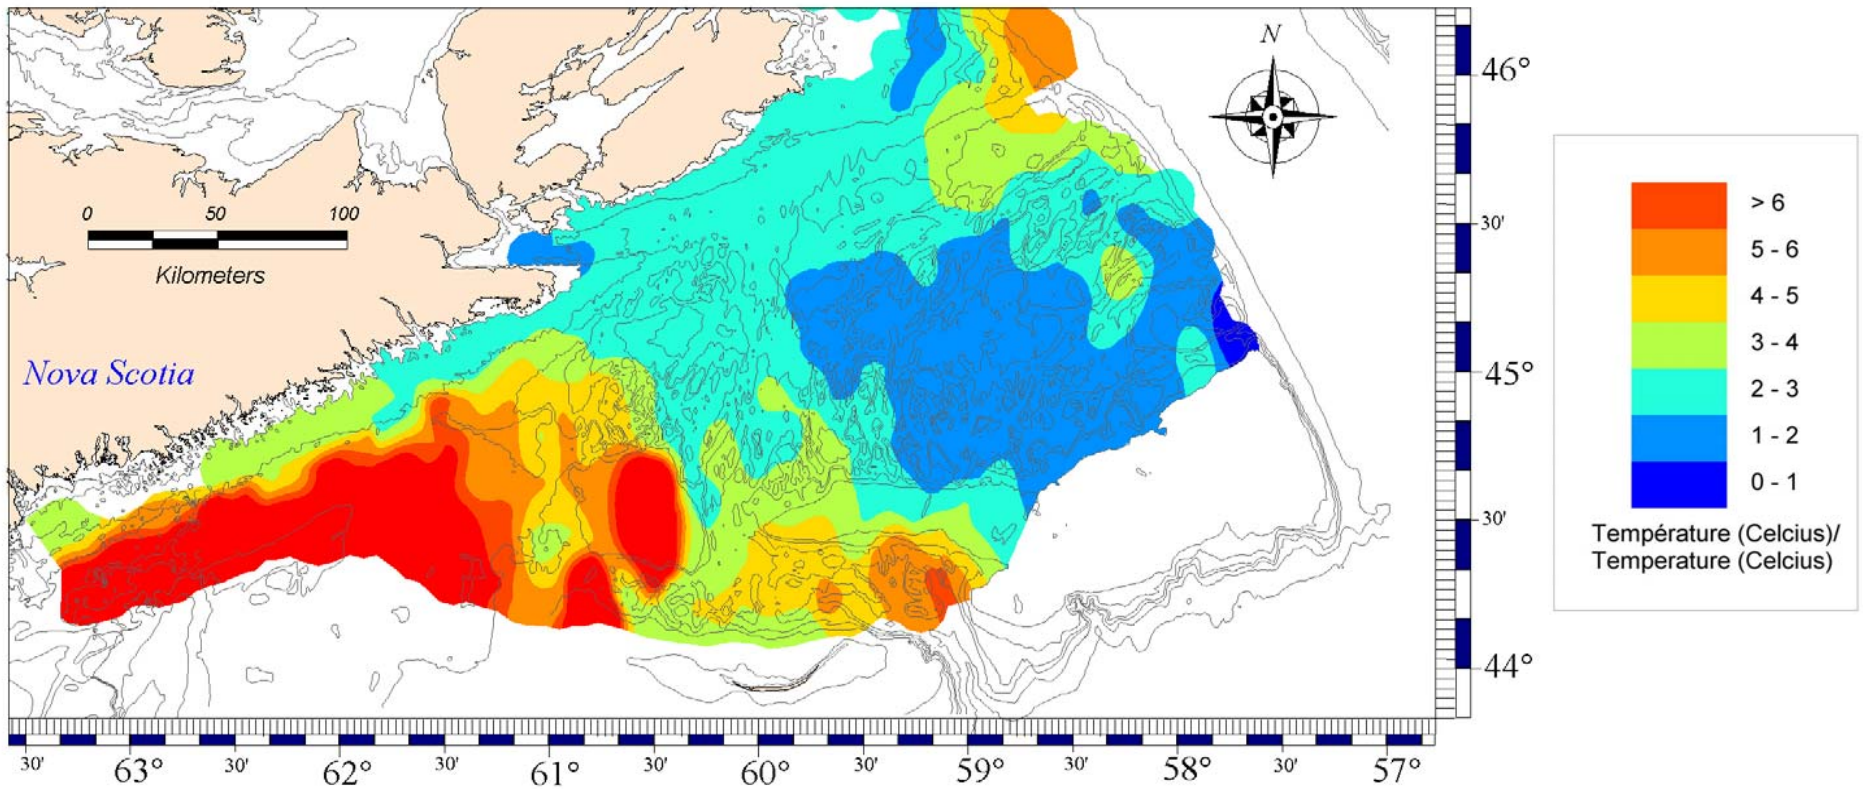 N
46°
0 50 100
Kilometers
30'
Nova Scotia
45°
30'
44°
30' 63° 30' 62° 30' 61° 30' 60° 30' 59° 30' 58° 30' 57°
> 6
5 - 6
4 - 5
3 - 4
2 - 3
1 - 2
0 - 1
Température (Celcius)/
Temperature (Celcius)